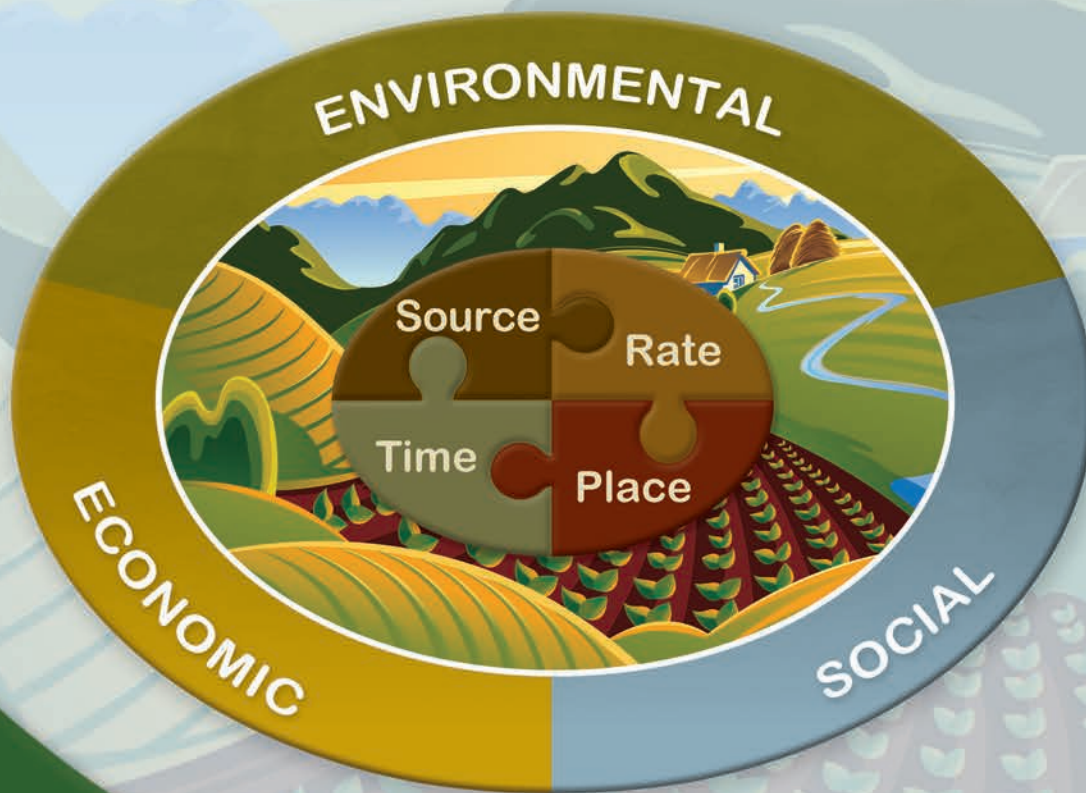 ENVIRONMENTAL
Source
Rate
Time
Place
ECONOMIC
SOCIAL